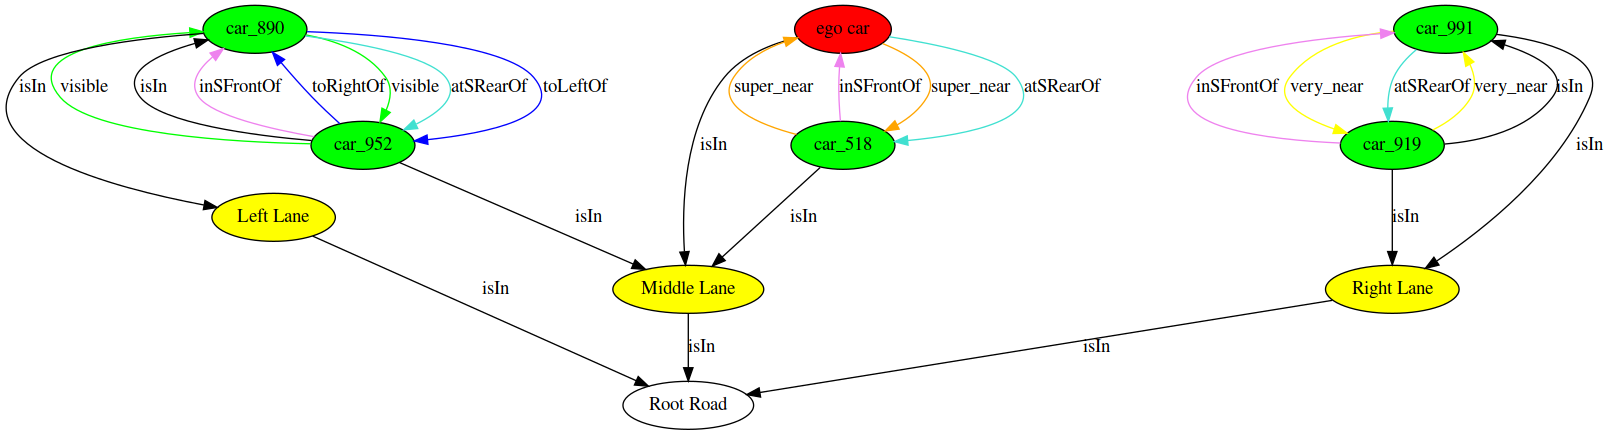 car_890
ego car
car_991
isIn
visible
isIn
inSFrontOf
toRightOf
visible
atSRearOf
toLeftOf
super_near
inSFrontOf
super_near
atSRearOf
inSFrontOf
very_near
atSRearOf
very_near
isIn
car_952
isIn
car_518
car_919
isIn
Left Lane
isIn
isIn
isIn
isIn
Middle Lane
Right Lane
isIn
isIn
Root Road